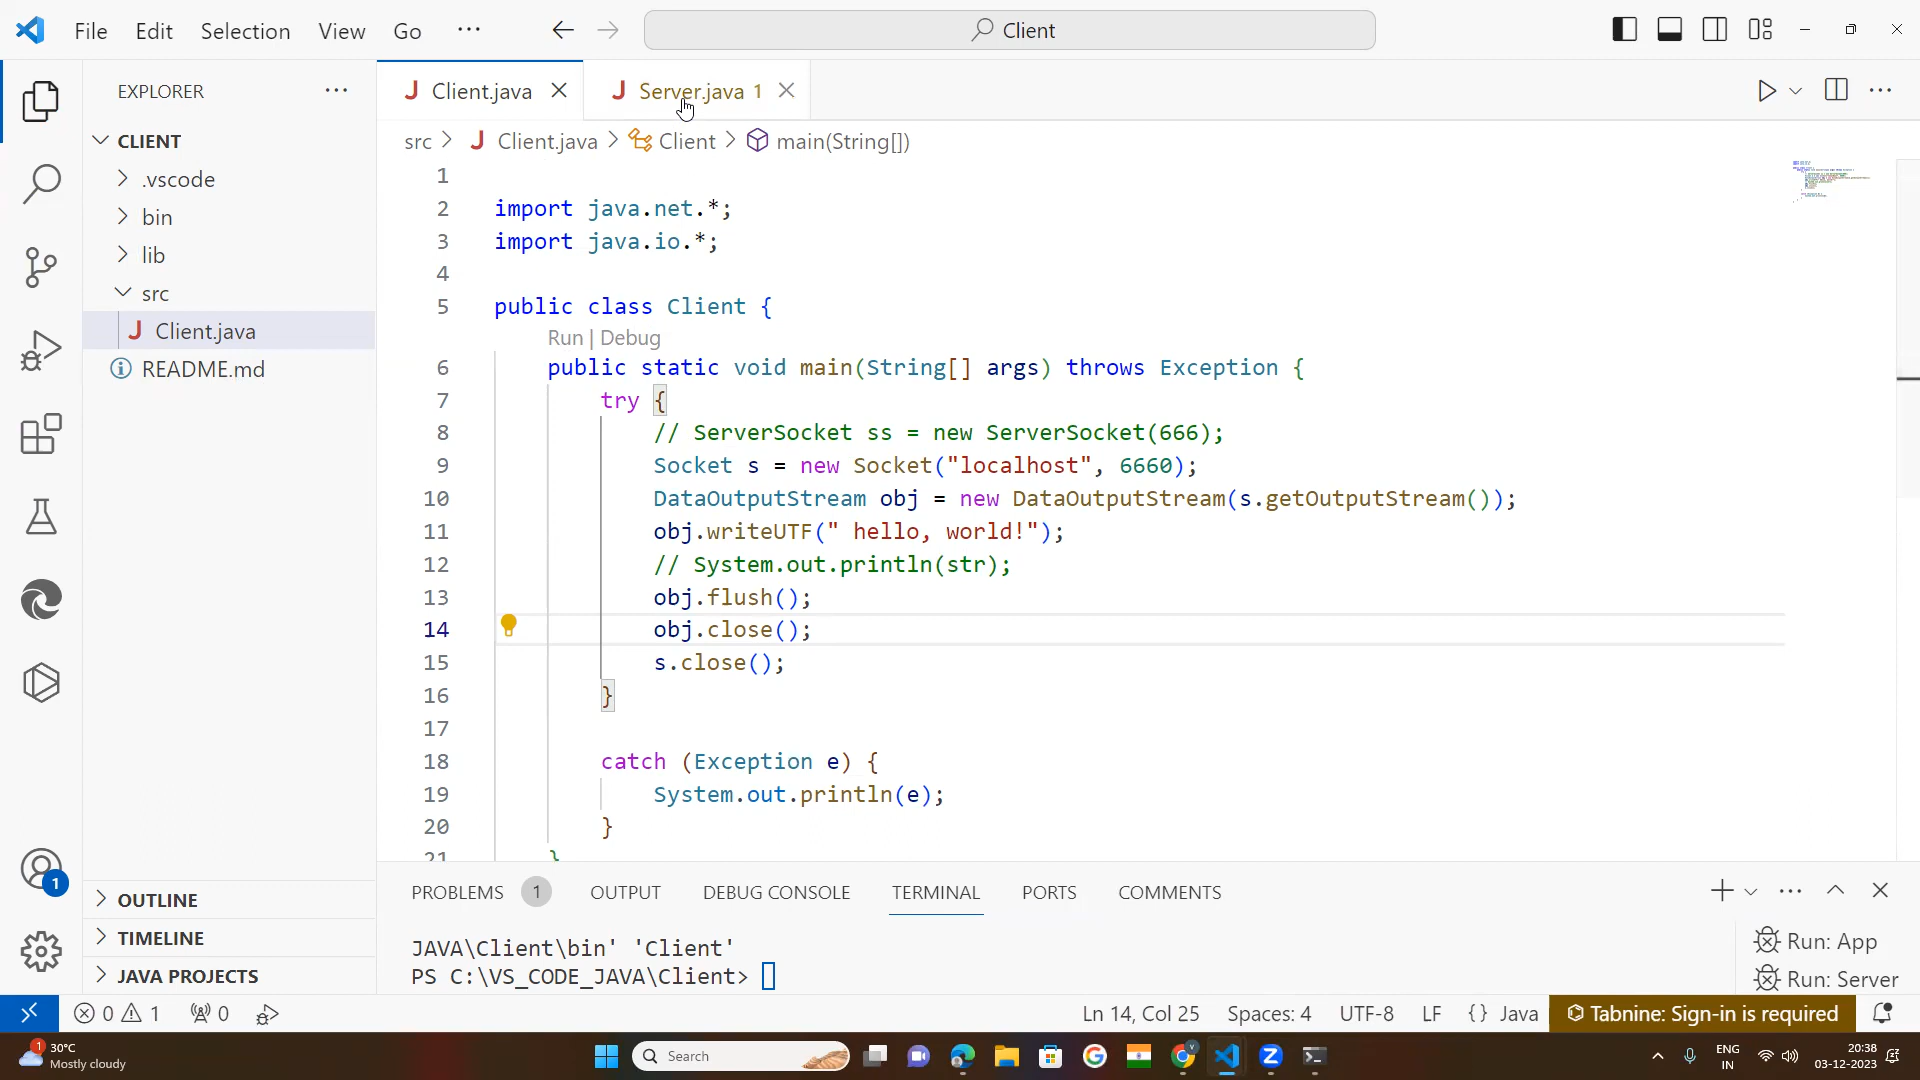 File Edit Selection View Go ··· Client
EXPLORER ···
CLIENT
.vscode
bin
lib
src
J Client.java
README.md
OUTLINE
TIMELINE
JAVA PROJECTS
J Client.java J Server.java 1
src > J Client.java > Client > main(String[])
1
2 import java.net.*;
3 import java.io.*;
4
5 public class Client {
Run | Debug
6 public static void main(String[] args) throws Exception {
7 try {
8 // ServerSocket ss = new ServerSocket(666);
9 Socket s = new Socket("localhost", 6660);
10 DataOutputStream obj = new DataOutputStream(s.getOutputStream());
11 obj.writeUTF(" hello, world!");
12 // System.out.println(str);
13 obj.flush();
14 obj.close();
15 s.close();
16 }
17
18 catch (Exception e) {
19 System.out.println(e);
20 }
21 }
PROBLEMS 1 OUTPUT DEBUG CONSOLE TERMINAL PORTS COMMENTS
JAVA\Client\bin' 'Client'
PS C:\VS_CODE_JAVA\Client>
Run: App
Run: Server
1
0 1 0 Ln 14, Col 25 Spaces: 4 UTF-8 LF {} Java Tabnine: Sign-in is required
1 30°C
Mostly cloudy
Search
ENG
IN
20:38
03-12-2023